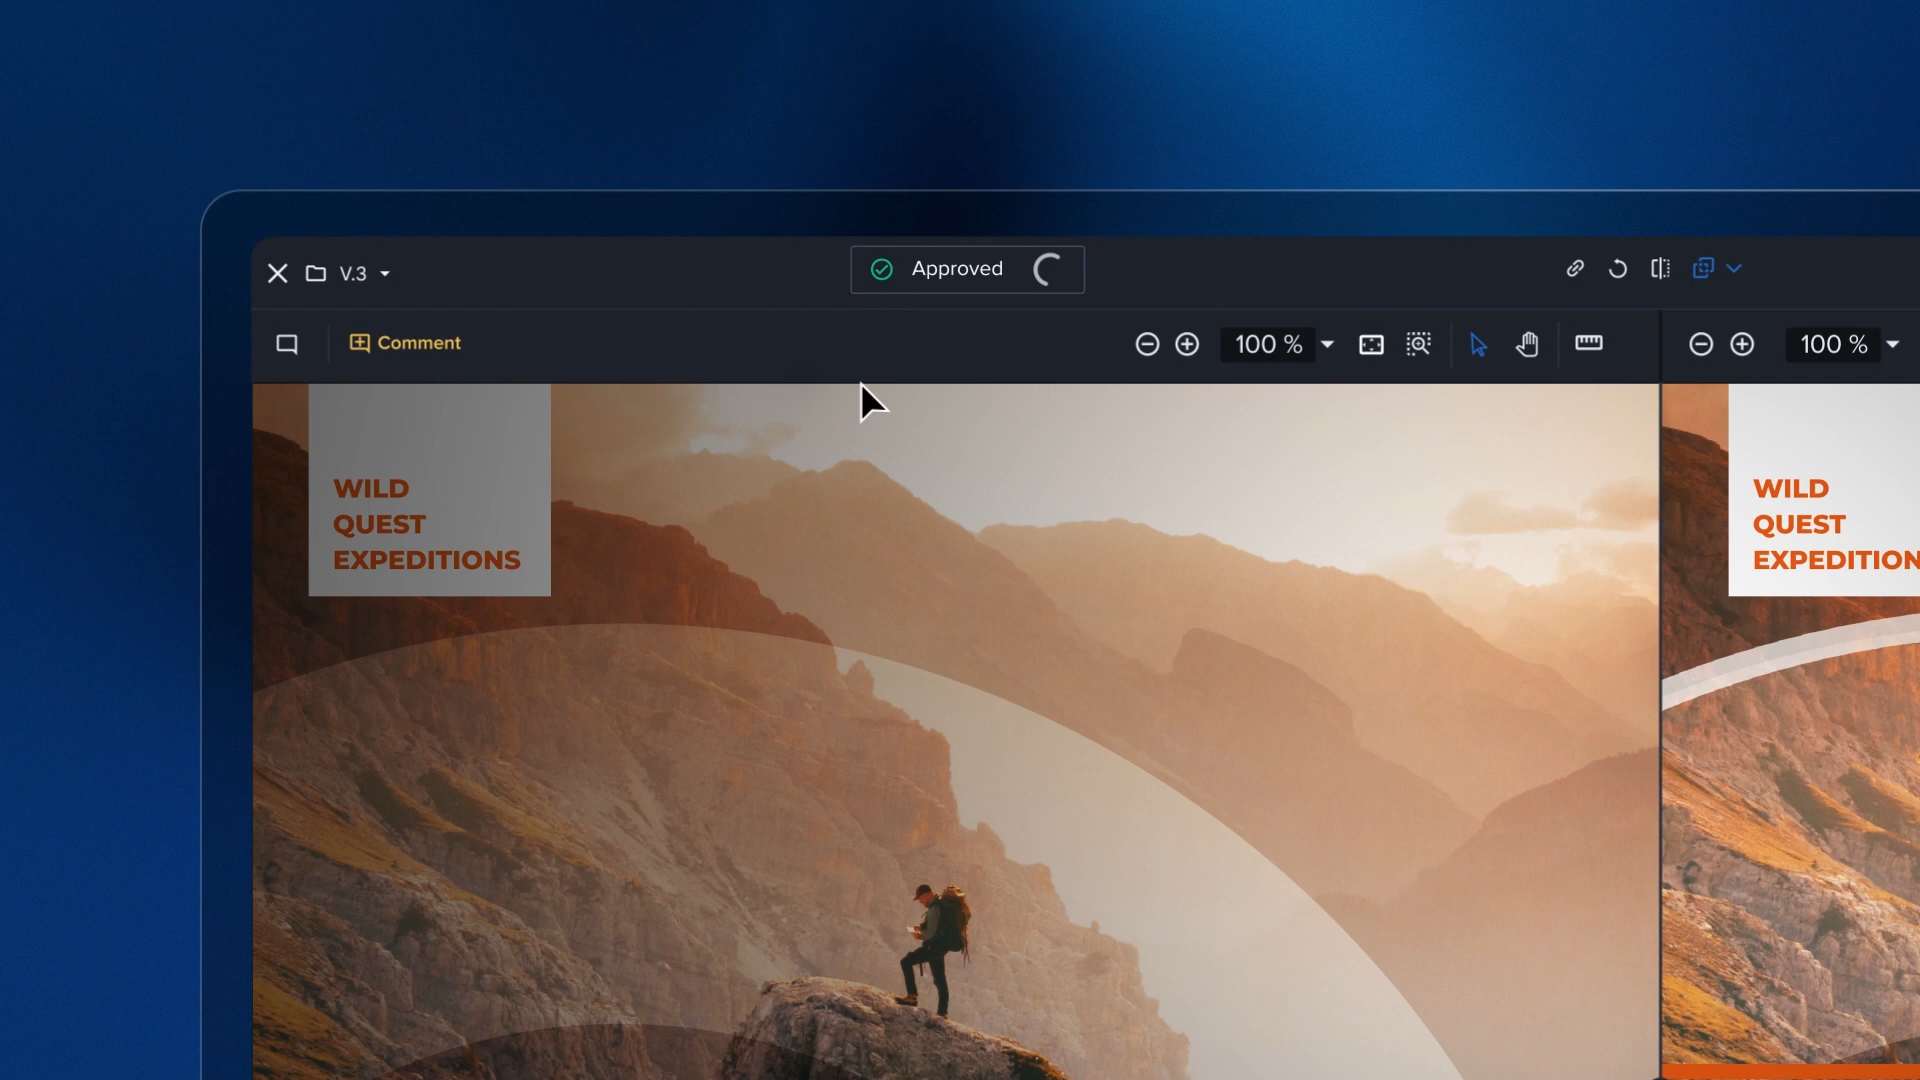 V.3
Approved
Comment
100 %
100 %
WILD
QUEST
EXPEDITIONS
WILD
QUEST
EXPEDITION